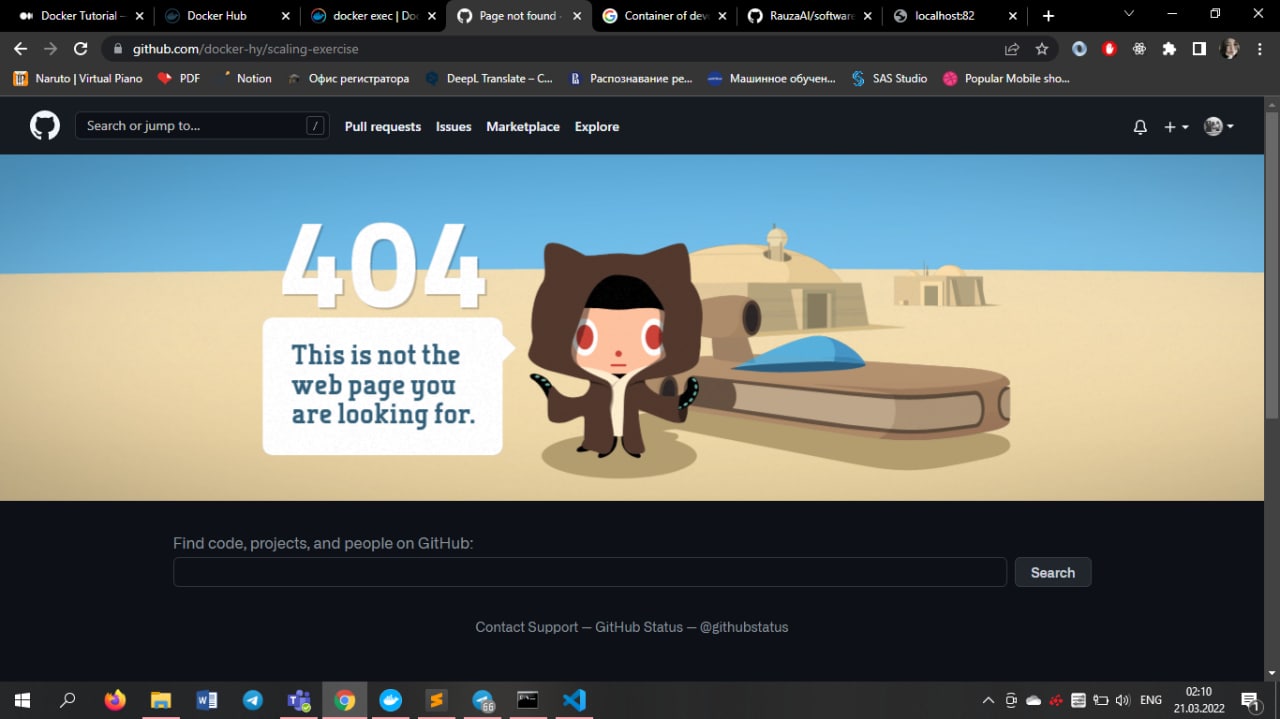 Docker Tutorial –
Docker Hub
docker exec | Do
Page not found ·
Container of dev
RauzaAl/software
localhost:82
github.com/docker-hy/scaling-exercise
Naruto | Virtual Piano
PDF
Notion
Офис регистратора
DeepL Translate – C...
Распознавание ре...
Машинное обучен...
SAS Studio
Popular Mobile sho...
Search or jump to...
/
Pull requests
Issues
Marketplace
Explore
404
This is not the
web page you
are looking for.
Find code, projects, and people on GitHub:
Search
Contact Support — GitHub Status — @githubstatus
66
ENG
02:10
21.03.2022
1